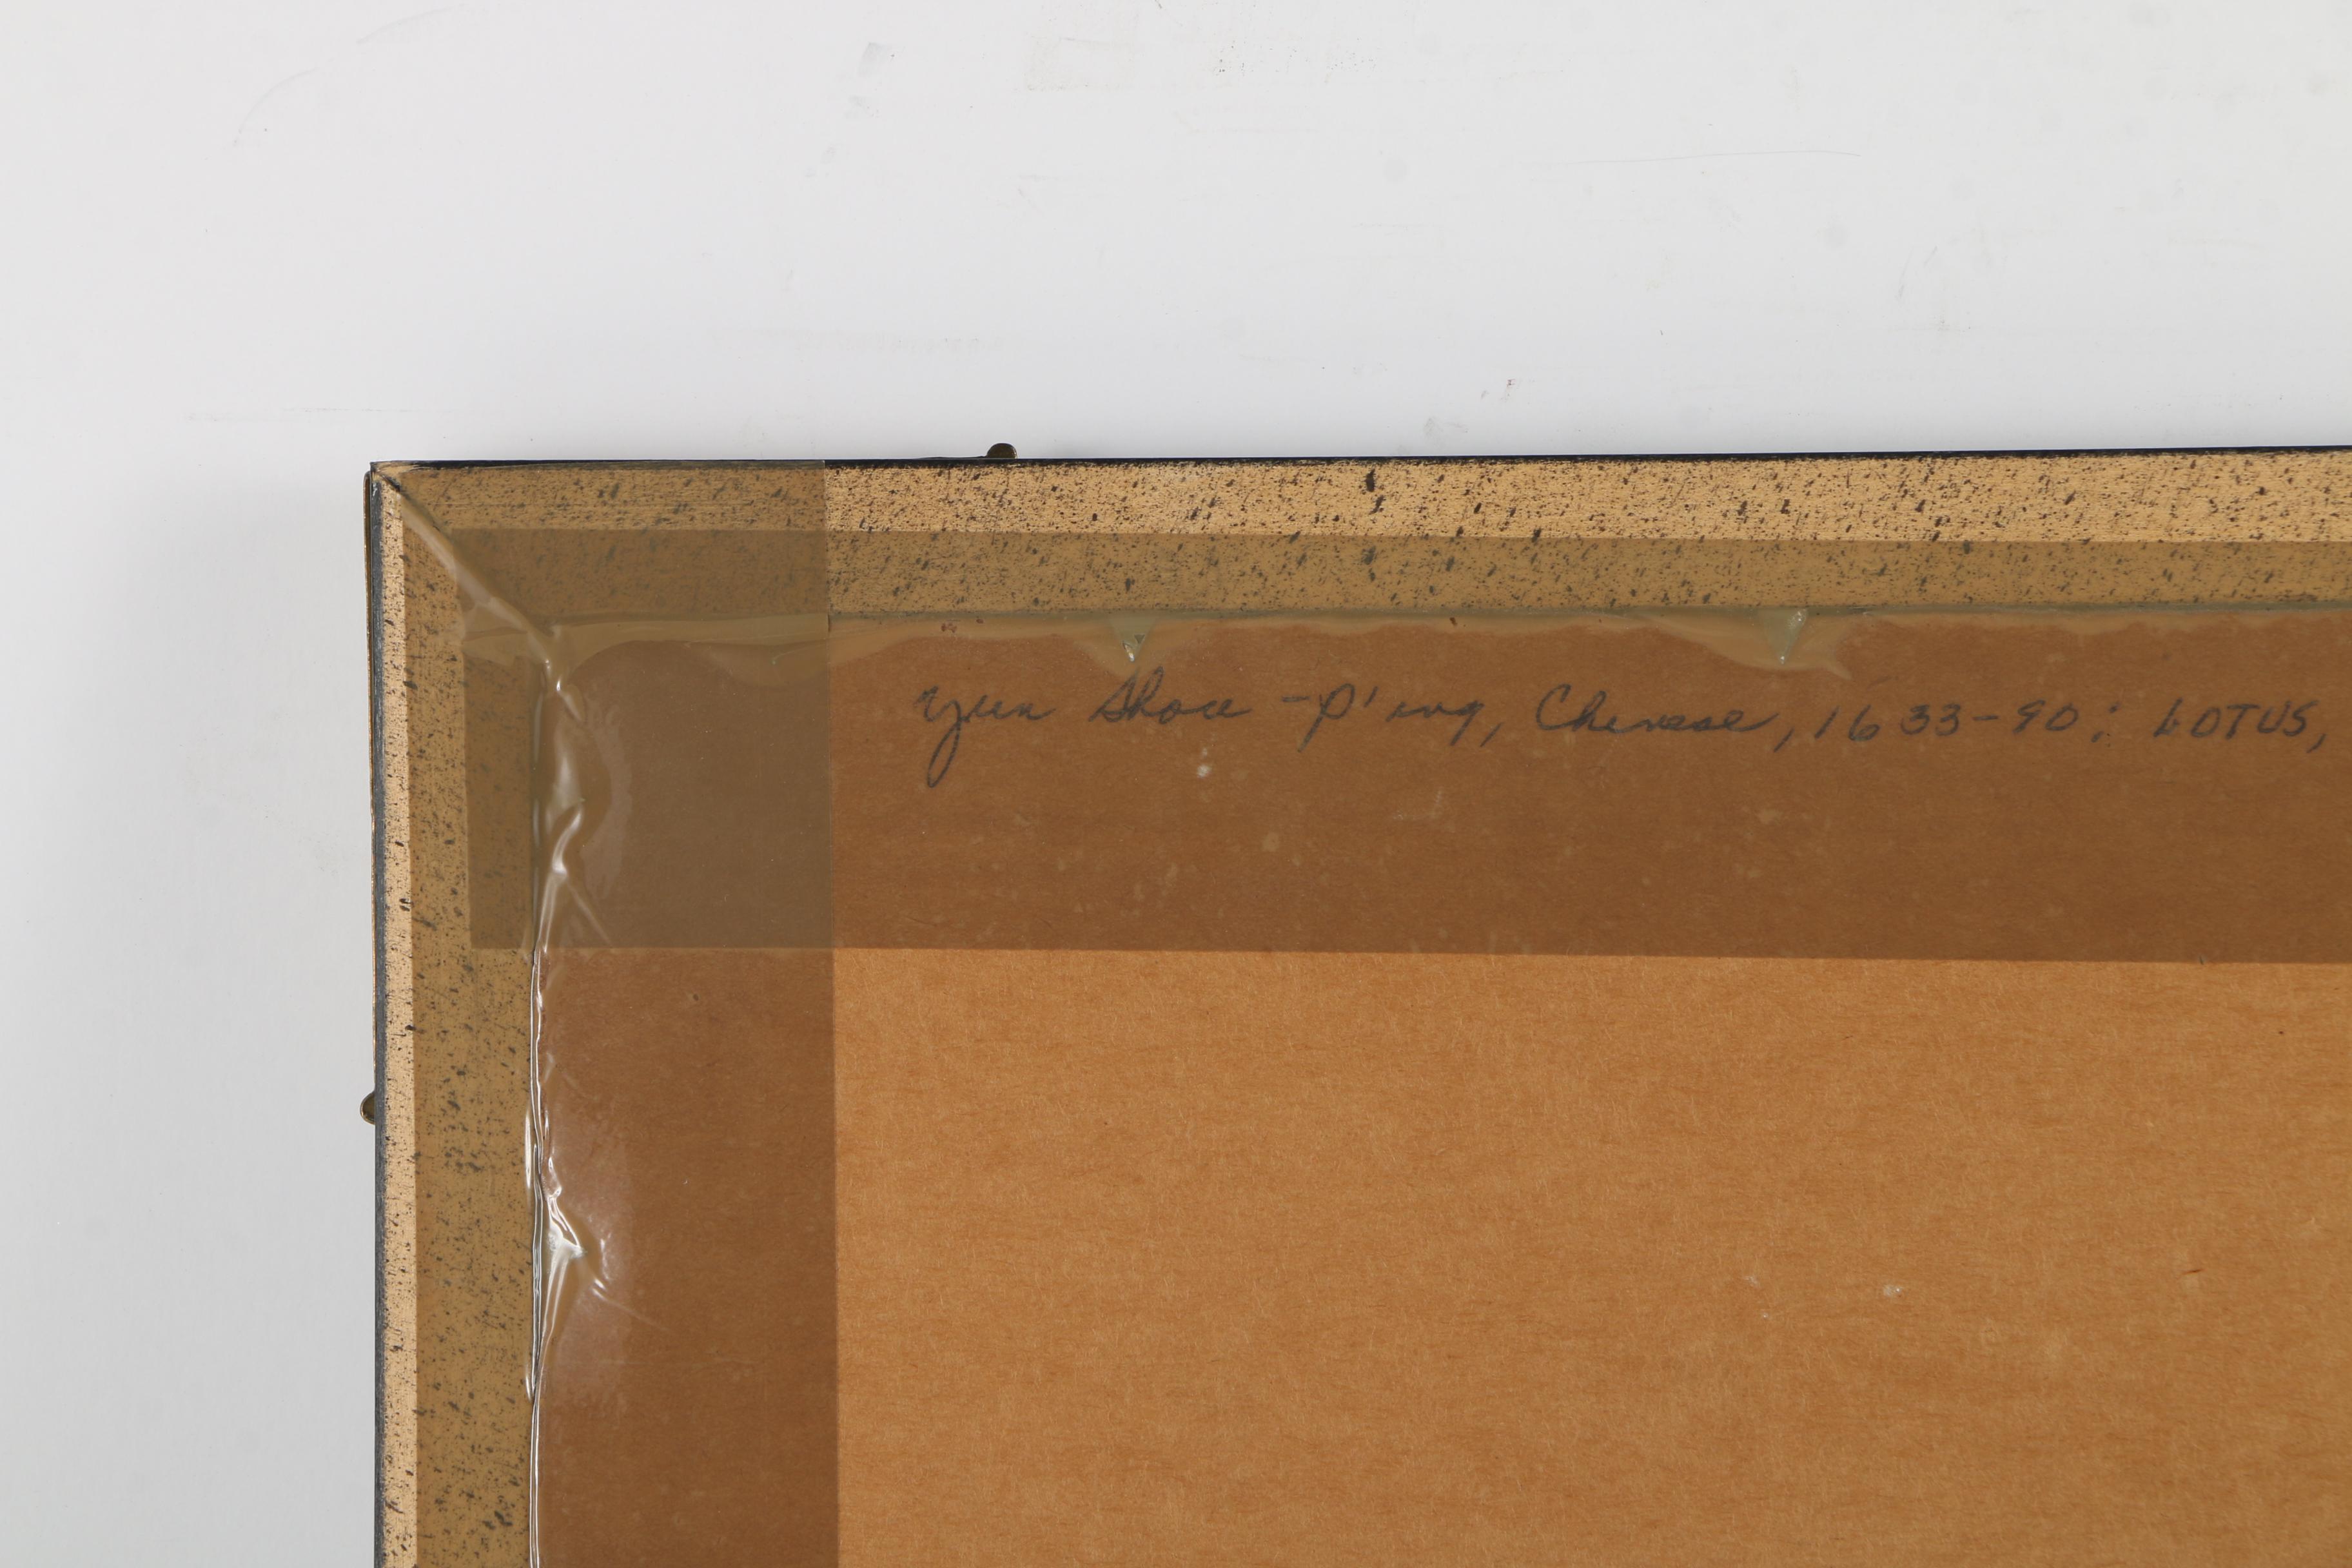 Yun Shou-P'ing, Chinese, 1633-90; LOTUS,